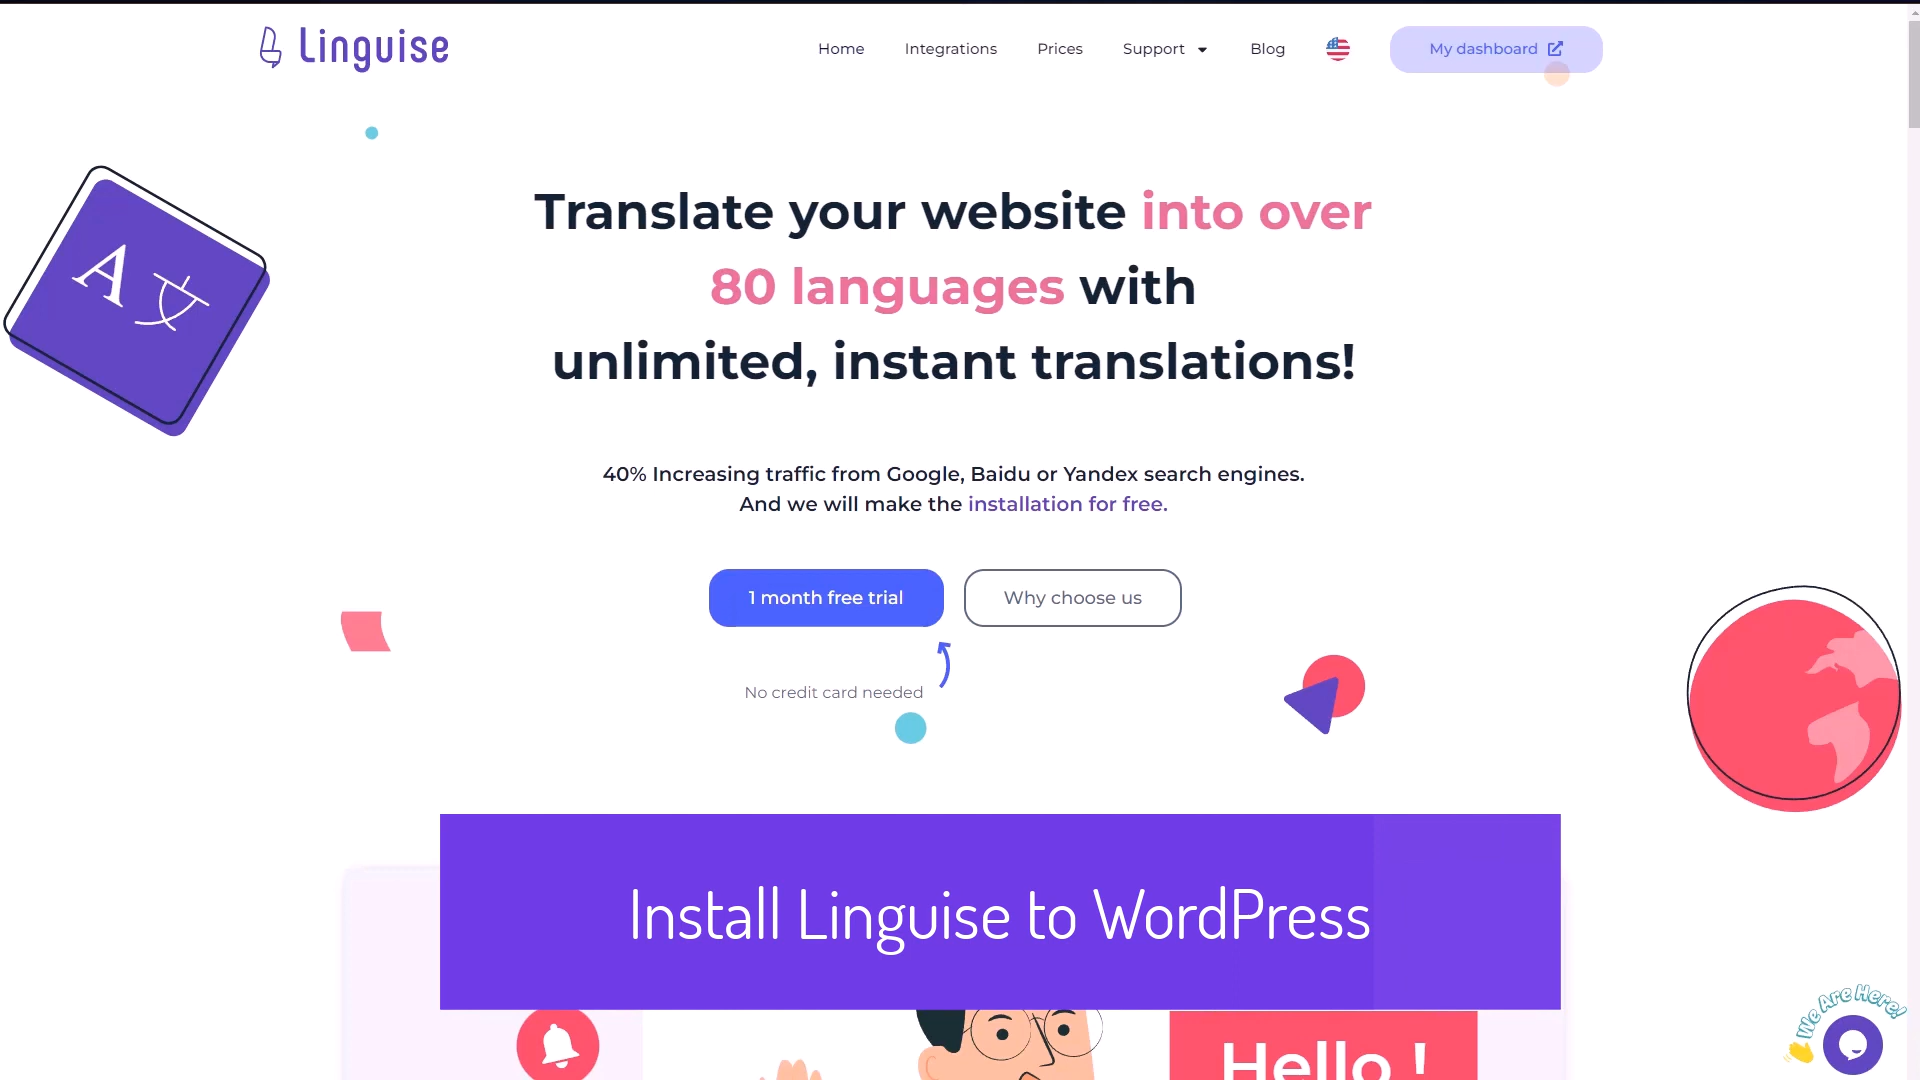 Linguise
Home
Integrations
Prices
Support
Blog
My dashboard
Translate your website into over
80 languages with
unlimited, instant translations!
A文
40% Increasing traffic from Google, Baidu or Yandex search engines.
And we will make the installation for free.
1 month free trial
Why choose us
No credit card needed
Install Linguise to WordPress
Hello !
We Are Here!